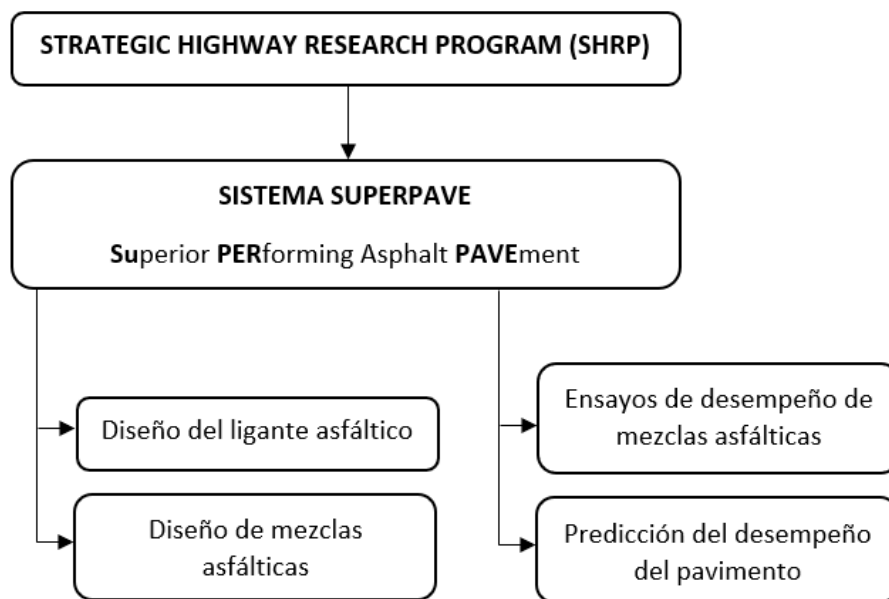 STRATEGIC HIGHWAY RESEARCH PROGRAM (SHRP)
SISTEMA SUPERPAVE
Superior PERforming Asphalt PAVEment
Diseño del ligante asfáltico
Diseño de mezclas
asfálticas
Ensayos de desempeño de
mezclas asfálticas
Predicción del desempeño
del pavimento